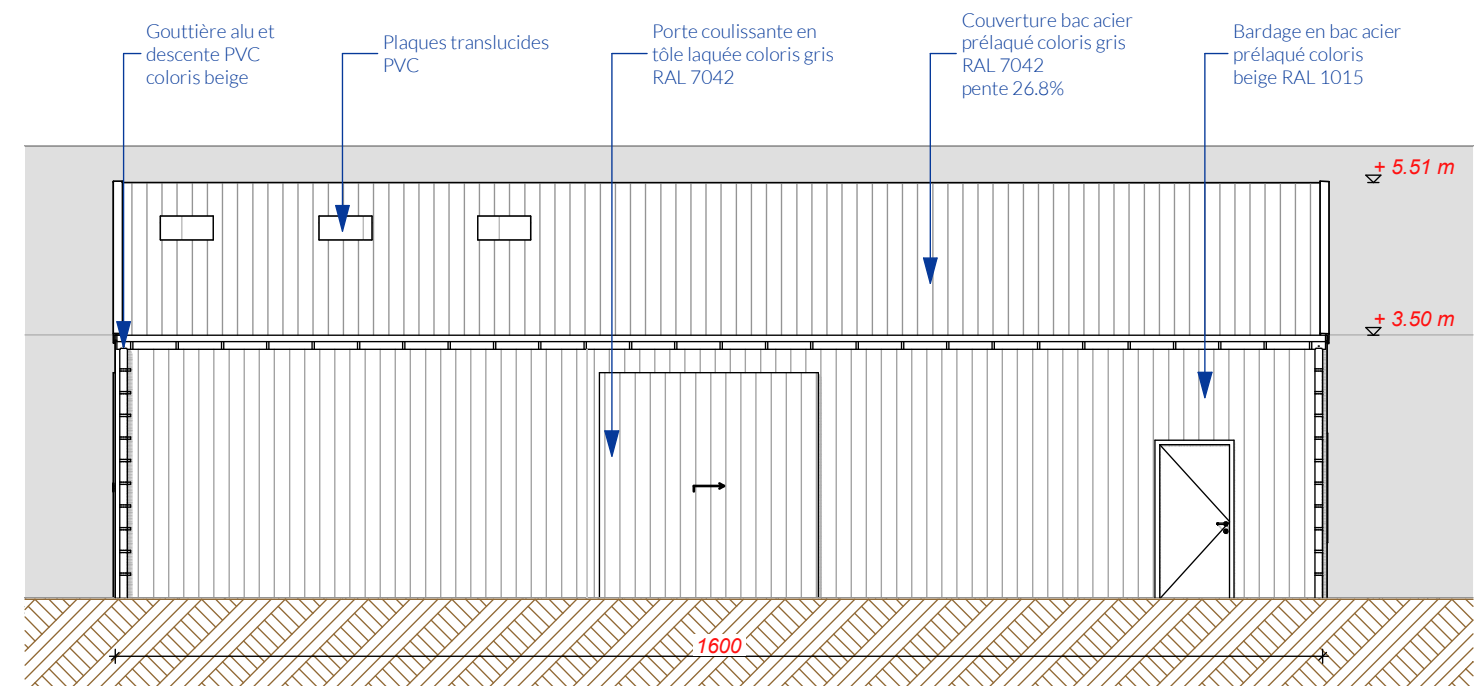 Gouttière alu et
descente PVC
coloris beige
Plaques translucides
PVC
Porte coulissante en
tôle laquée coloris gris
RAL 7042
Couverture bac acier
prélaqué coloris gris
RAL 7042
pente 26.8%
Bardage en bac acier
prélaqué coloris
beige RAL 1015
+ 5.51 m
+ 3.50 m
1600